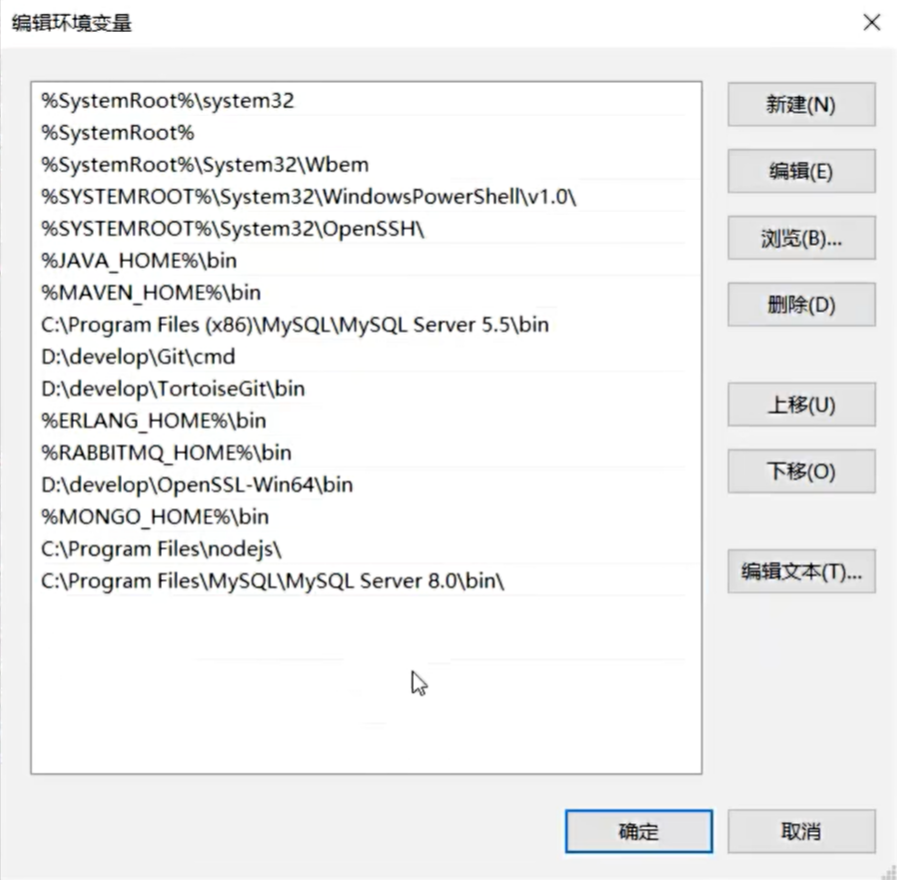 编辑环境变量
%SystemRoot%\system32
%SystemRoot%
%SystemRoot%\System32\Wbem
%SYSTEMROOT%\System32\WindowsPowerShell\v1.0\
%SYSTEMROOT%\System32\OpenSSH\
%JAVA_HOME%\bin
%MAVEN_HOME%\bin
C:\Program Files (x86)\MySQL\MySQL Server 5.5\bin
D:\develop\Git\cmd
D:\develop\TortoiseGit\bin
%ERLANG_HOME%\bin
%RABBITMQ_HOME%\bin
D:\develop\OpenSSL-Win64\bin
%MONGO_HOME%\bin
C:\Program Files\nodejs\
C:\Program Files\MySQL\MySQL Server 8.0\bin\
新建(N)
编辑(E)
浏览(B)...
删除(D)
上移(U)
下移(O)
编辑文本(T)...
确定
取消